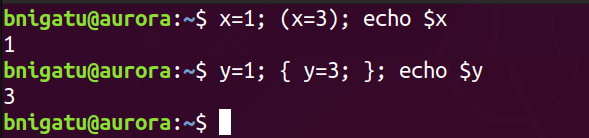 bnigatu@aurora:~$ x=1; (x=3); echo $x
1
bnigatu@aurora:~$ y=1; { y=3; }; echo $y
3
bnigatu@aurora:~$